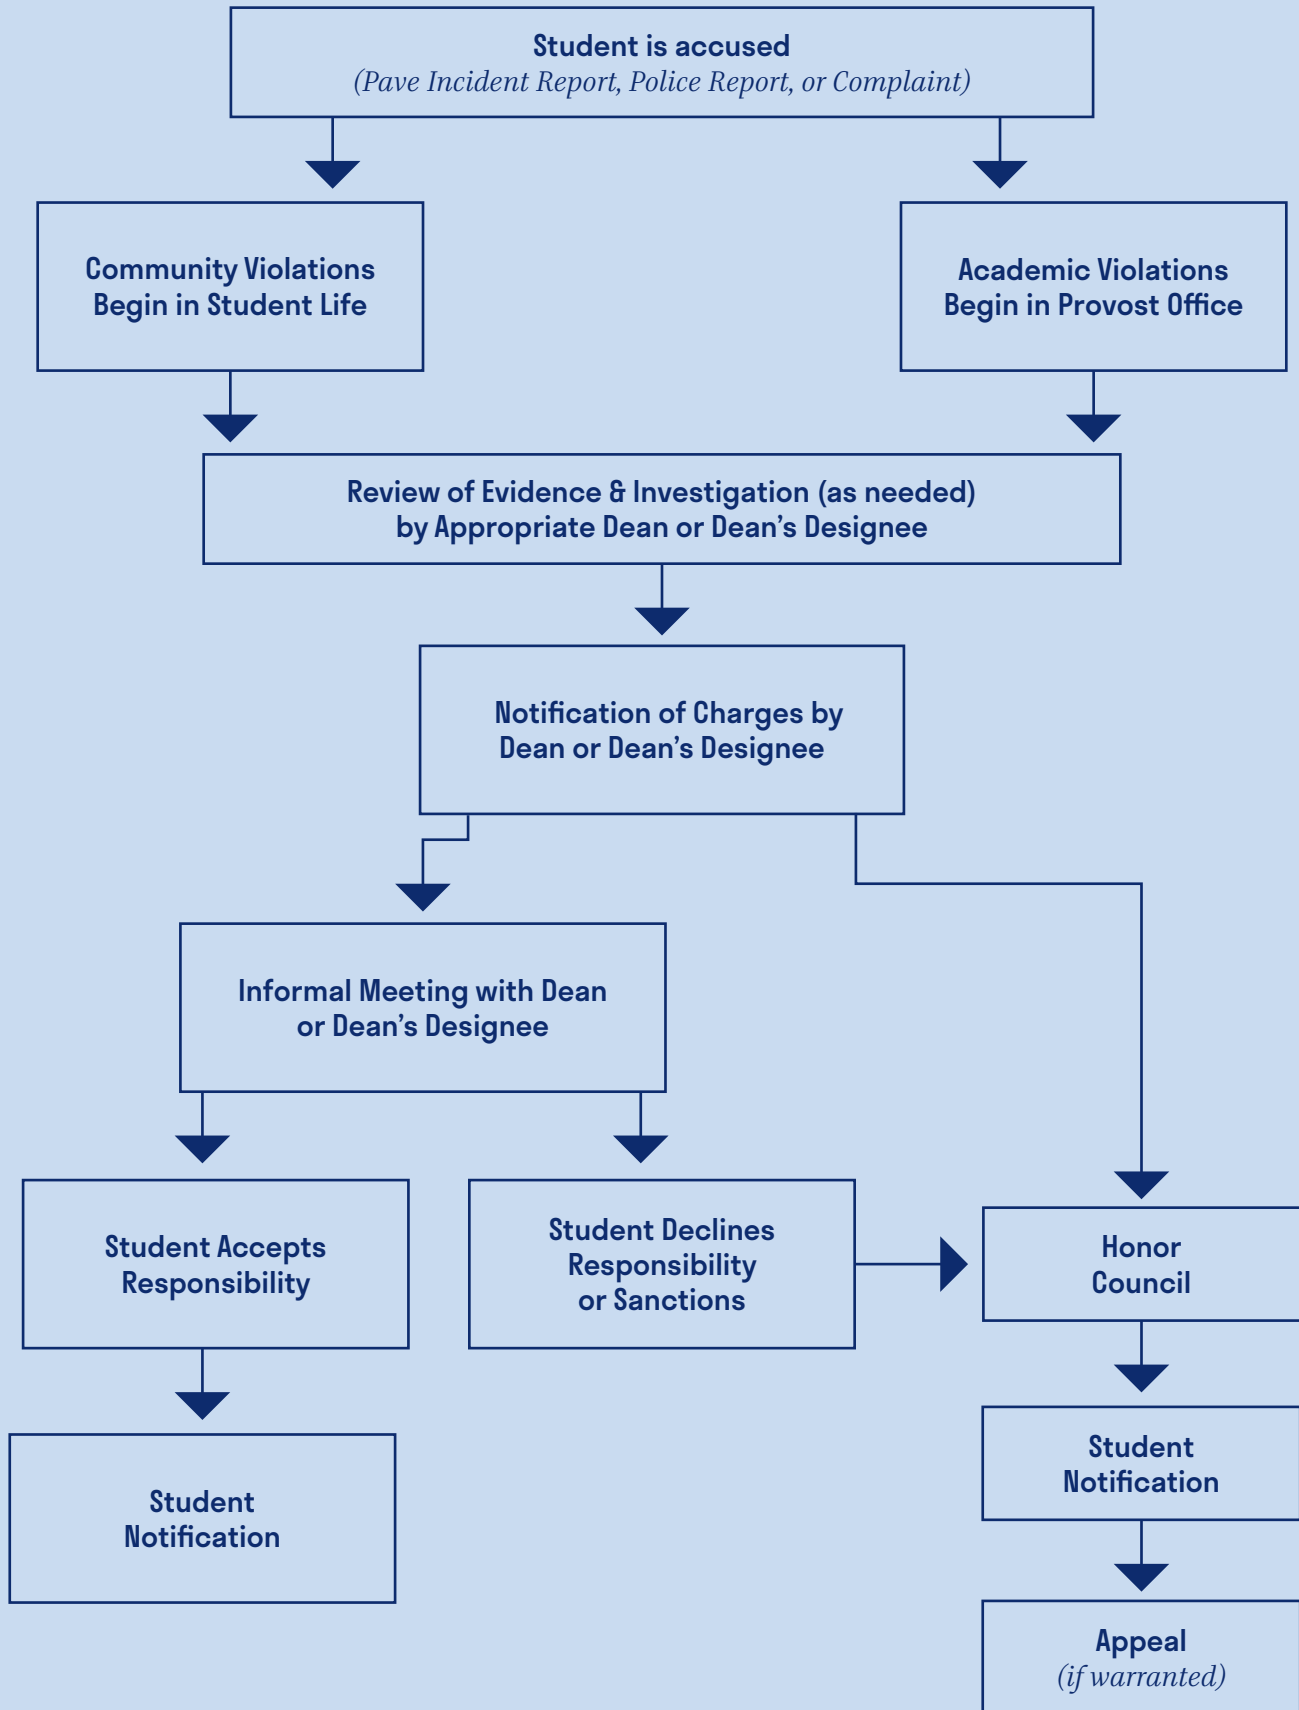 Student is accused
(Pave Incident Report, Police Report, or Complaint)
Community Violations
Begin in Student Life
Academic Violations
Begin in Provost Office
Review of Evidence & Investigation (as needed)
by Appropriate Dean or Dean’s Designee
Notification of Charges by
Dean or Dean’s Designee
Informal Meeting with Dean
or Dean’s Designee
Student Accepts
Responsibility
Student Declines
Responsibility
or Sanctions
Honor
Council
Student
Notification
Student
Notification
Appeal
(if warranted)